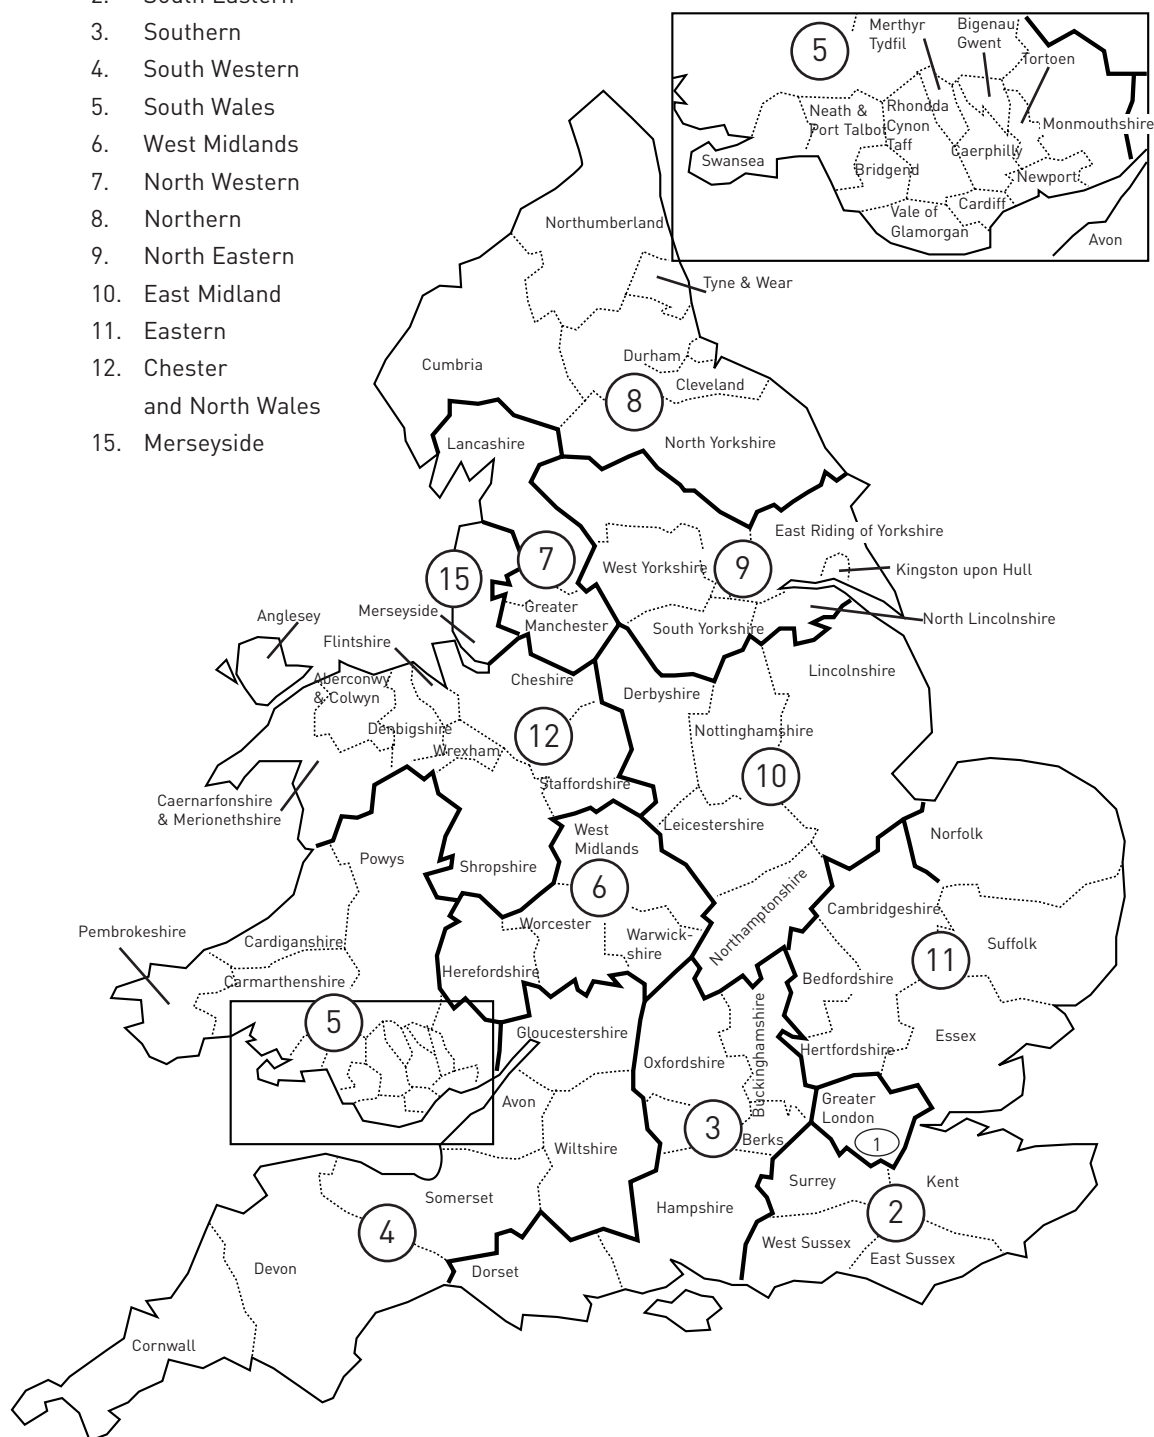 2. South Eastern
3. Southern
4. South Western
5. South Wales
6. West Midlands
7. North Western
8. Northern
9. North Eastern
10. East Midland
11. Eastern
12. Chester
and North Wales
15. Merseyside
5
Merthyr
Tydfil
Bigenau
Gwent
Tortoen
Neath &
Port Talbot
Rhondda
Cynon
Taff
Monmouthshire
Caerphilly
Swansea
Bridgend
Newport
Cardiff
Vale of
Glamorgan
Avon
Northumberland
Tyne & Wear
Durham
Cumbria
Cleveland
8
Lancashire
North Yorkshire
East Riding of Yorkshire
7
West Yorkshire
9
Kingston upon Hull
15
Greater
Manchester
Merseyside
Anglesey
North Lincolnshire
South Yorkshire
Flintshire
Lincolnshire
Cheshire
Aberconwy
& Colwyn
Derbyshire
Denbigshire
12
Nottinghamshire
Wrexham
10
Staffordshire
Caernarfonshire
& Merionethshire
West
Midlands
Leicestershire
Norfolk
Powys
Shropshire
6
Northamptonshire
Cambridgeshire
Worcester
Pembrokeshire
Warwick-
shire
Cardiganshire
Suffolk
11
Herefordshire
Carmarthenshire
Bedfordshire
5
Gloucestershire
Buckinghamshire
Essex
Hertfordshire
Oxfordshire
Avon
Greater
London
3
1
Berks
Wiltshire
Surrey
Kent
Somerset
Hampshire
2
4
West Sussex
East Sussex
Devon
Dorset
Cornwall